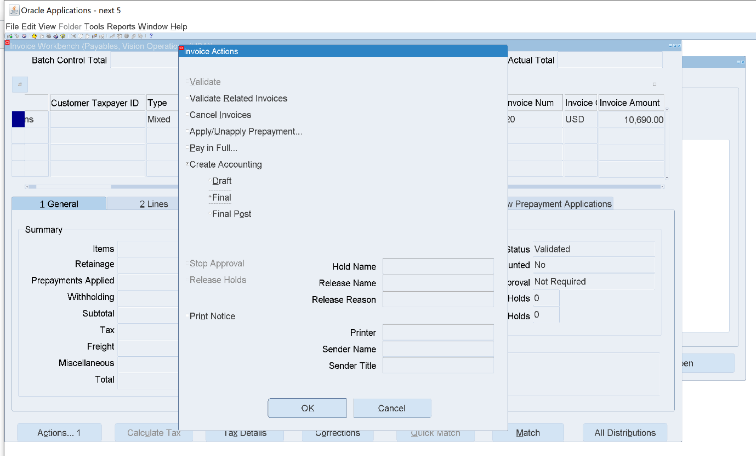 Oracle Applications - next 5
File Edit View Folder Tools Reports Window Help
Invoice Workbench (Payables, Vision Operatio
Invoice Actions
Batch Control Total
Actual Total
Customer Taxpayer ID Type
nvoice Num Invoice Invoice Amount
ns Mixed
20 USD 10,690.00
Validate
Validate Related Invoices
Cancel Invoices
Apply/Unapply Prepayment...
Pay in Full...
Create Accounting
Draft
Final
Final Post
1 General 2 Lines
w Prepayment Applications
Summary
Items
Retainage
Prepayments Applied
Withholding
Subtotal
Tax
Freight
Miscellaneous
Total
Status Validated
unted No
proval Not Required
Holds 0
Holds 0
Stop Approval
Release Holds
Hold Name
Release Name
Release Reason
Print Notice
Printer
Sender Name
Sender Title
OK Cancel
pen
Actions... 1 Calculate Tax Tax Details Corrections Quick Match Match All Distributions